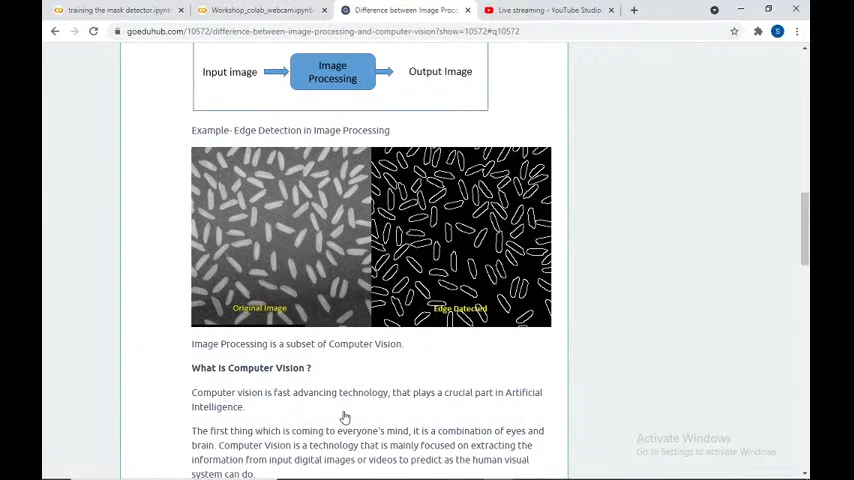 training the mask detector.ipynb
Workshop_colab_webcam.ipynb
Difference between Image Proc
Live streaming - YouTube Studio
goeduhub.com/10572/difference-between-image-processing-and-computer-vision?show=10572#q10572
Input image
Image
Processing
Output Image
Example- Edge Detection in Image Processing
Original Image
Edge Datected
Image Processing is a subset of Computer Vision.
What is Computer Vision ?
Computer vision is fast advancing technology, that plays a crucial part in Artificial
Intelligence.
The first thing which is coming to everyone's mind, it is a combination of eyes and
brain. Computer Vision is a technology that is mainly focused on extracting the
information from input digital images or videos to predict as the human visual
system can do.
Activate Windows
Go to Settings to activate Windows.